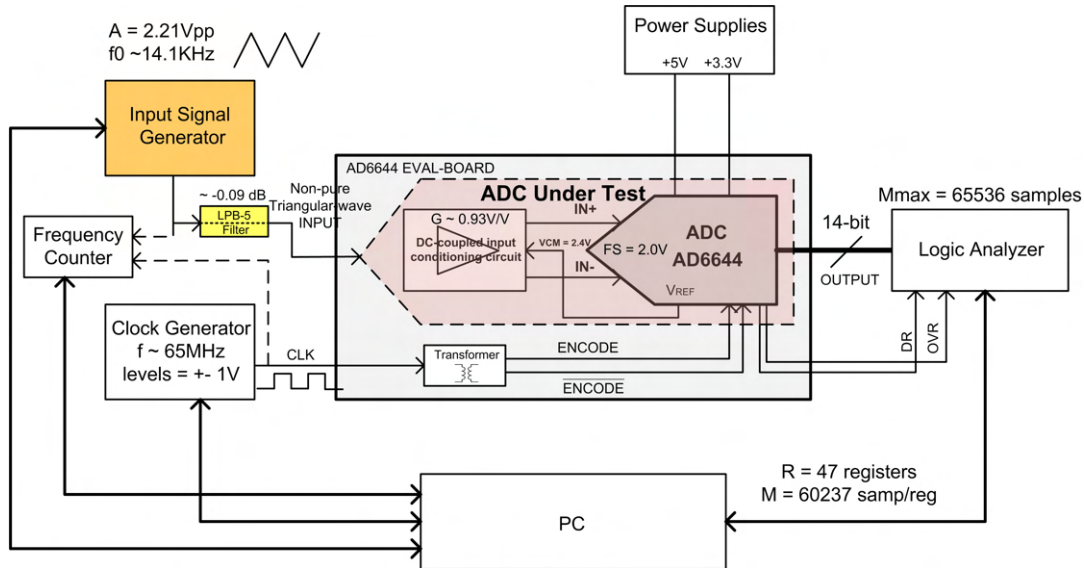 A = 2.21Vpp
f0 ~14.1KHz
Input Signal
Generator
Power Supplies
+5V +3.3V
AD6644 EVAL-BOARD
~ -0.09 dB
LPB-5
Filter
Non-pure
Triangular-wave
INPUT
ADC Under Test
G ~ 0.93V/V
DC-coupled input
conditioning circuit
IN+
VCM = 2.4V
IN-
FS = 2.0V
ADC
AD6644
VREF
14-bit
OUTPUT
Mmax = 65536 samples
Logic Analyzer
DR
OVR
Frequency
Counter
Clock Generator
f ~ 65MHz
levels = +- 1V
CLK
Transformer
ENCODE
ENCODE
PC
R = 47 registers
M = 60237 samp/reg